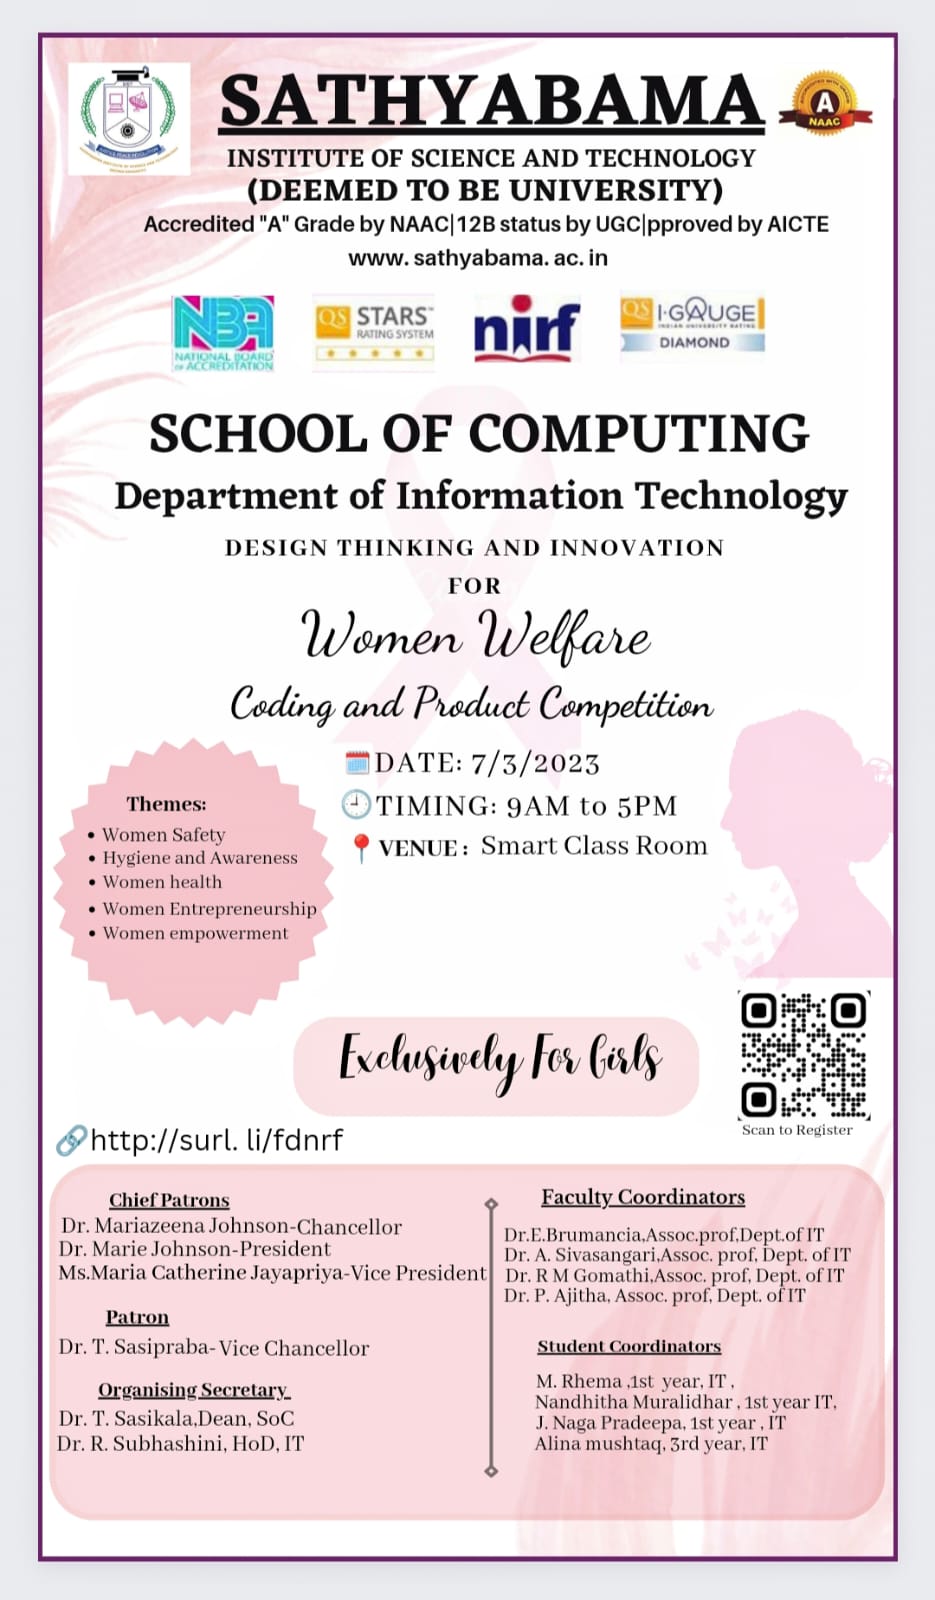 SATHYABAMA
INSTITUTE OF SCIENCE AND TECHNOLOGY
(DEEMED TO BE UNIVERSITY)
Accredited "A" Grade by NAAC|12B status by UGC|pproved by AICTE
www. sathyabama. ac. in
A
NAAC
NBA
NATIONAL BOARD
OF ACCREDITATION
QS STARS™
RATING SYSTEM
nirf
QS I·GAUGE
INDIAN UNIVERSITY RATING
DIAMOND
SCHOOL OF COMPUTING
Department of Information Technology
DESIGN THINKING AND INNOVATION
FOR
Women Welfare
Coding and Product Competition
DATE: 7/3/2023
TIMING: 9AM to 5PM
VENUE : Smart Class Room
Themes:
• Women Safety
• Hygiene and Awareness
• Women health
• Women Entrepreneurship
• Women empowerment
Exclusively For Girls
Scan to Register
http://surl. li/fdnrf
Chief Patrons
Dr. Mariazeena Johnson-Chancellor
Dr. Marie Johnson-President
Ms.Maria Catherine Jayapriya-Vice President
Patron
Dr. T. Sasipraba-Vice Chancellor
Organising Secretary
Dr. T. Sasikala,Dean, SoC
Dr. R. Subhashini, HoD, IT
Faculty Coordinators
Dr.E.Brumancia,Assoc.prof,Dept.of IT
Dr. A. Sivasangari,Assoc. prof, Dept. of IT
Dr. R M Gomathi,Assoc. prof, Dept. of IT
Dr. P. Ajitha, Assoc. prof, Dept. of IT
Student Coordinators
M. Rhema ,1st year, IT ,
Nandhitha Muralidhar , 1st year IT,
J. Naga Pradeepa, 1st year , IT
Alina mushtaq, 3rd year, IT